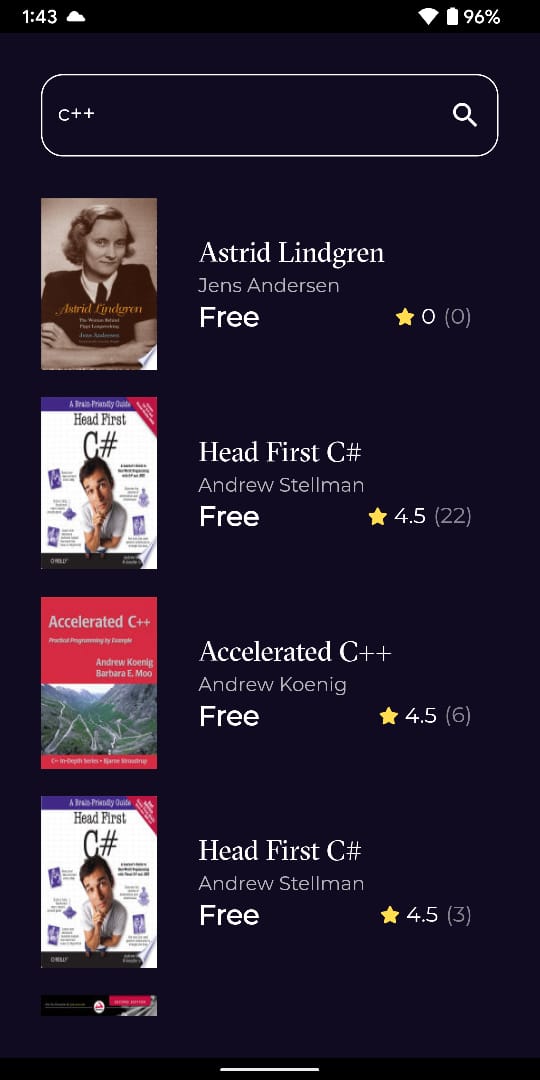 1:43
96%
c++
Astrid Lindgren
The Woman Behind
Pippi Longstocking
Jens Andersen
Astrid Lindgren
Jens Andersen
Free
0 (0)
A Brain-Friendly Guide
Head First
C#
O'REILLY
Head First C#
Andrew Stellman
Free
4.5 (22)
Accelerated C++
Practical Programming by Example
Andrew Koenig
Barbara E. Moo
C++ In-Depth Series • Bjarne Stroustrup
Accelerated C++
Andrew Koenig
Free
4.5 (6)
A Brain-Friendly Guide
Head First
C#
O'REILLY
Head First C#
Andrew Stellman
Free
4.5 (3)
SECOND EDITION